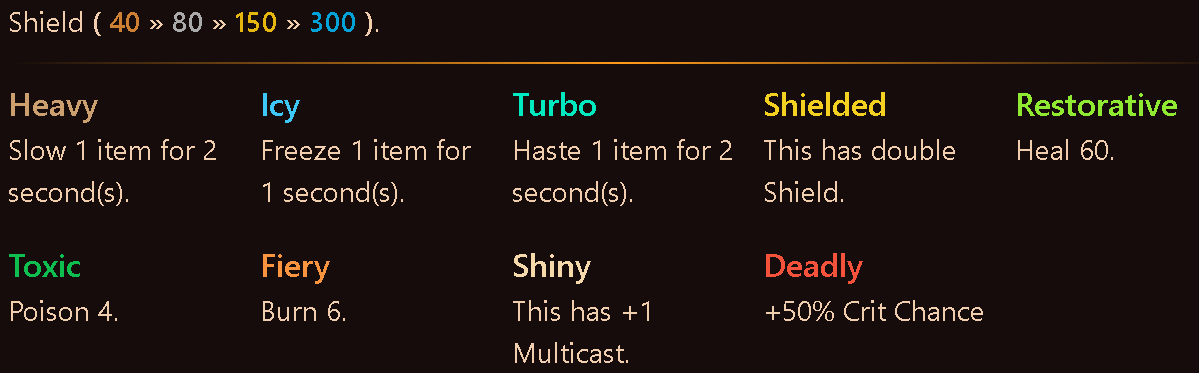 Shield ( 40 » 80 » 150 » 300 ).
Heavy
Slow 1 item for 2
second(s).
Icy
Freeze 1 item for
1 second(s).
Turbo
Haste 1 item for 2
second(s).
Shielded
This has double
Shield.
Restorative
Heal 60.
Toxic
Poison 4.
Fiery
Burn 6.
Shiny
This has +1
Multicast.
Deadly
+50% Crit Chance